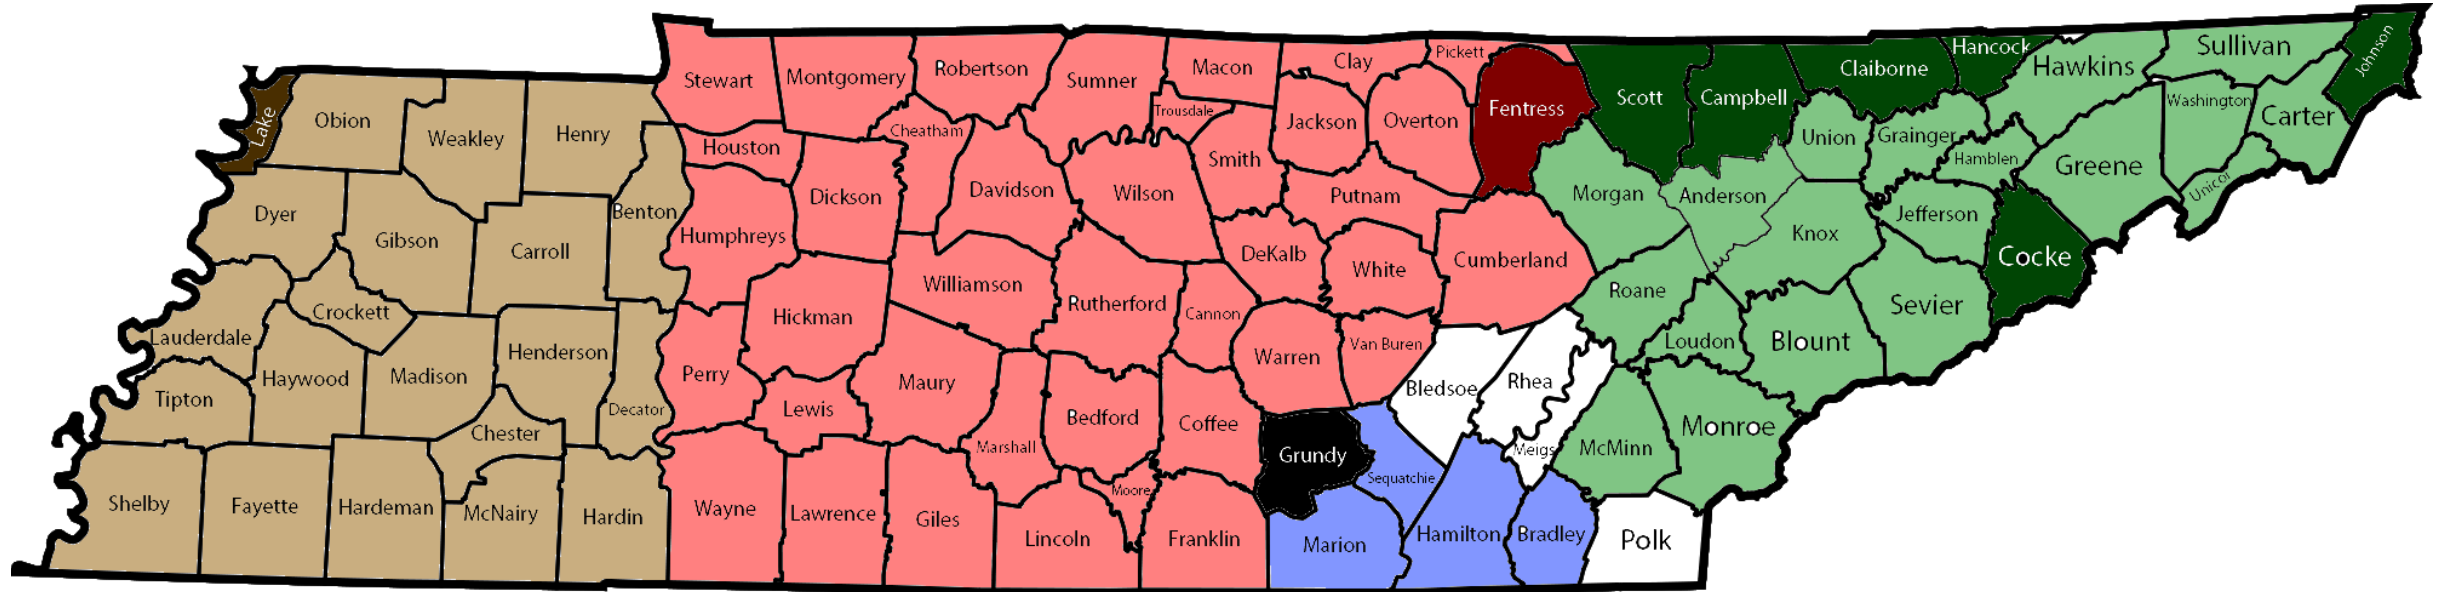 Stewart
Montgomery
Robertson
Sumner
Macon
Clay
Pickett
Fentress
Scott
Campbell
Claiborne
Hancock
Hawkins
Sullivan
Johnson
Lake
Obion
Weakley
Henry
Houston
Cheatham
Trousdale
Jackson
Overton
Union
Grainger
Hamblen
Washington
Carter
Greene
Unicoi
Dyer
Gibson
Carroll
Benton
Humphreys
Dickson
Davidson
Wilson
Smith
Putnam
Morgan
Anderson
Knox
Jefferson
Cocke
Crockett
Lauderdale
Williamson
Hickman
Rutherford
Cannon
DeKalb
White
Cumberland
Roane
Loudon
Blount
Sevier
Tipton
Haywood
Madison
Henderson
Decator
Perry
Lewis
Maury
Bedford
Coffee
Warren
Van Buren
Bledsoe
Rhea
Meigs
McMinn
Monroe
Chester
Marshall
Moore
Grundy
Sequatchie
Shelby
Fayette
Hardeman
McNairy
Hardin
Wayne
Lawrence
Giles
Lincoln
Franklin
Marion
Hamilton
Bradley
Polk